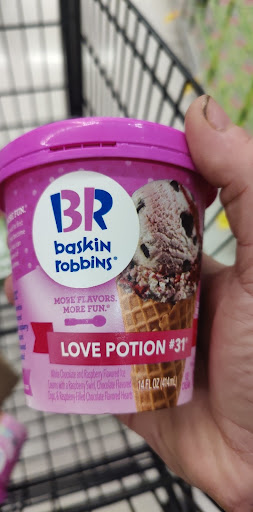 BR
baskin
robbins®
MORE FLAVORS.
MORE FUN.®
LOVE POTION #31®
14 FL OZ (414mL)
White Chocolate and Raspberry Flavored Ice
Creams with a Raspberry Swirl, Chocolate Flavored
Chips & Raspberry-Filled Chocolate Flavored Hearts